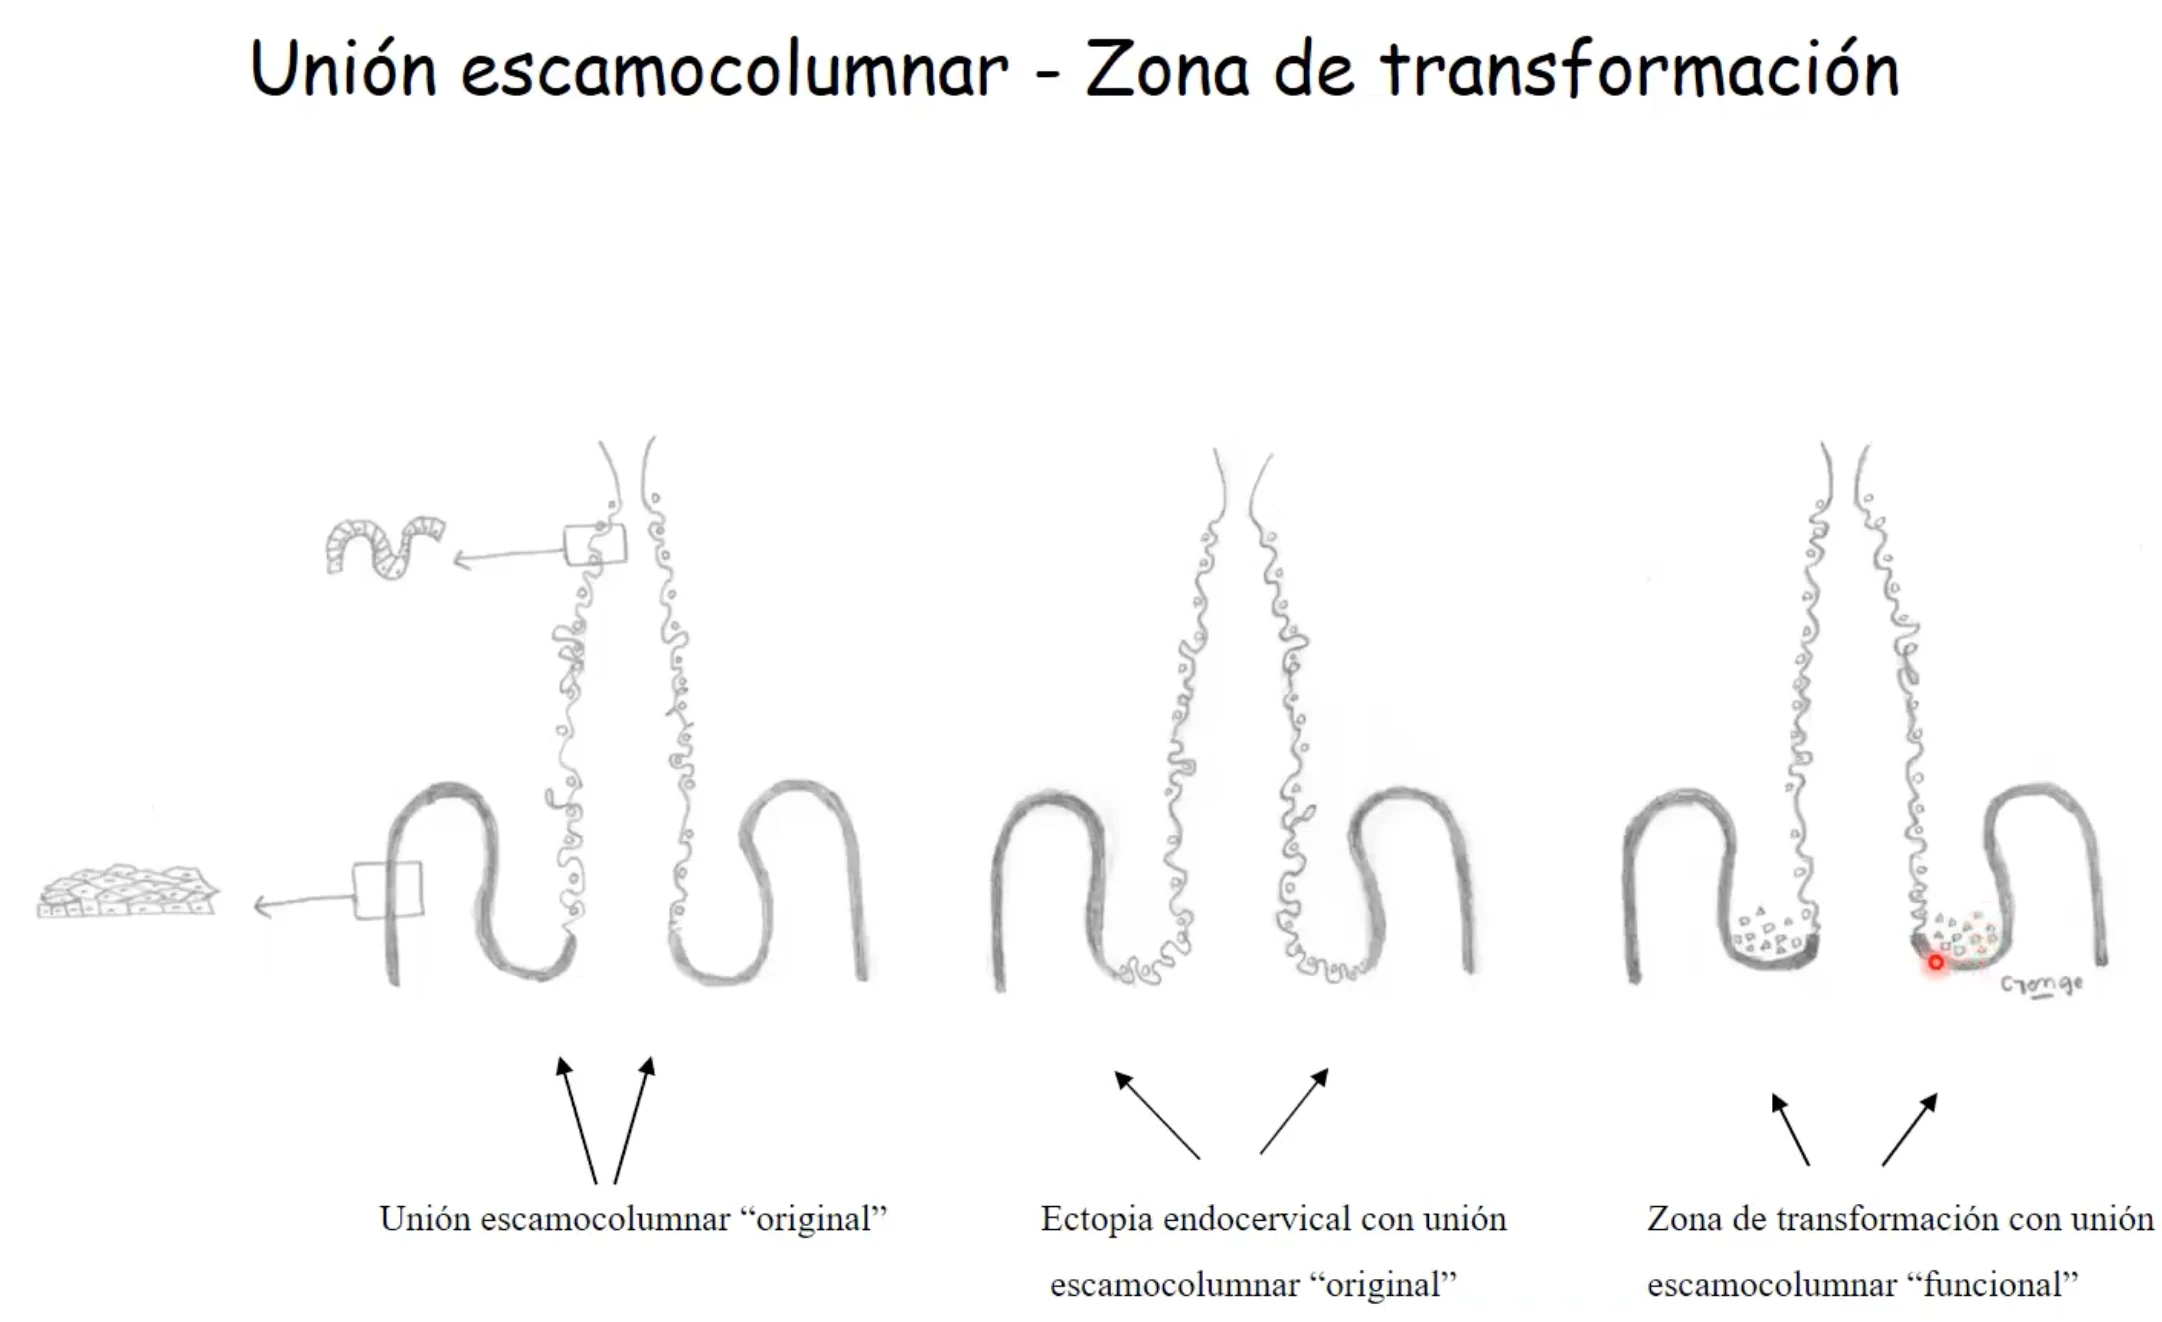 Unión escamocolumnar - Zona de transformación
Unión escamocolumnar “original”
Ectopia endocervical con unión
escamocolumnar “original”
Zona de transformación con unión
escamocolumnar “funcional”